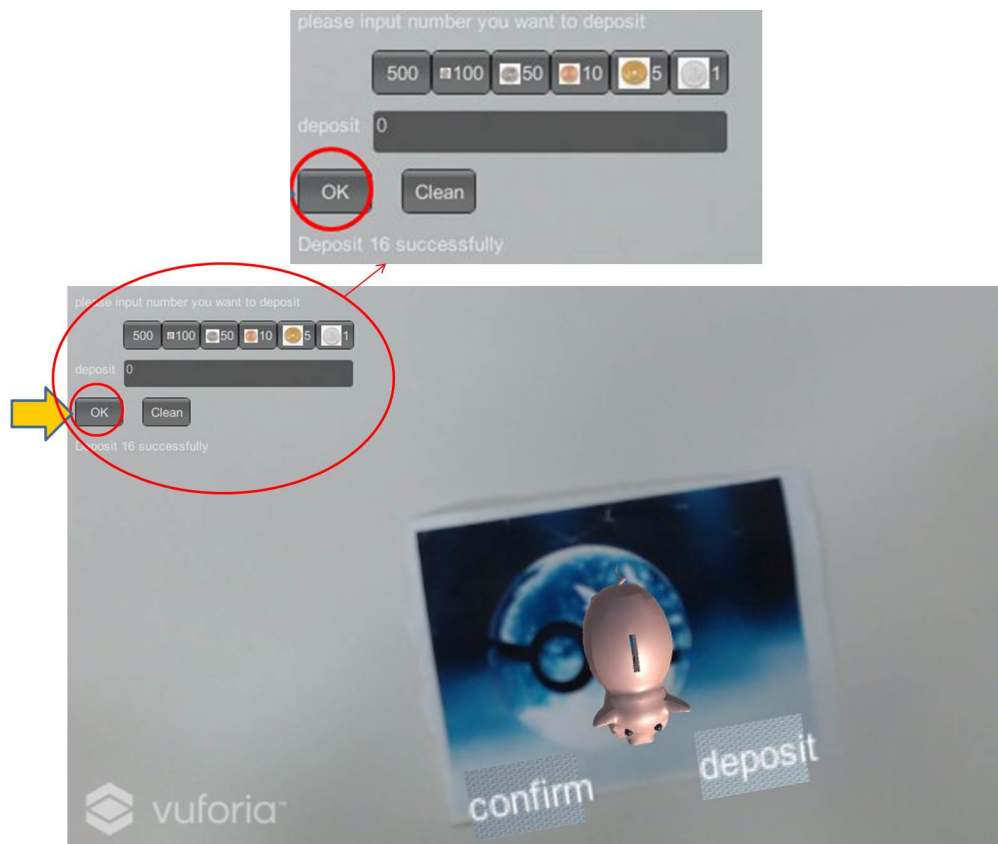 please input number you want to deposit
500 100 50 10 5 1
deposit 0
OK Clean
Deposit 16 successfully
please input number you want to deposit
500 100 50 10 5 1
deposit 0
OK Clean
Deposit 16 successfully
confirm deposit
vuforia™